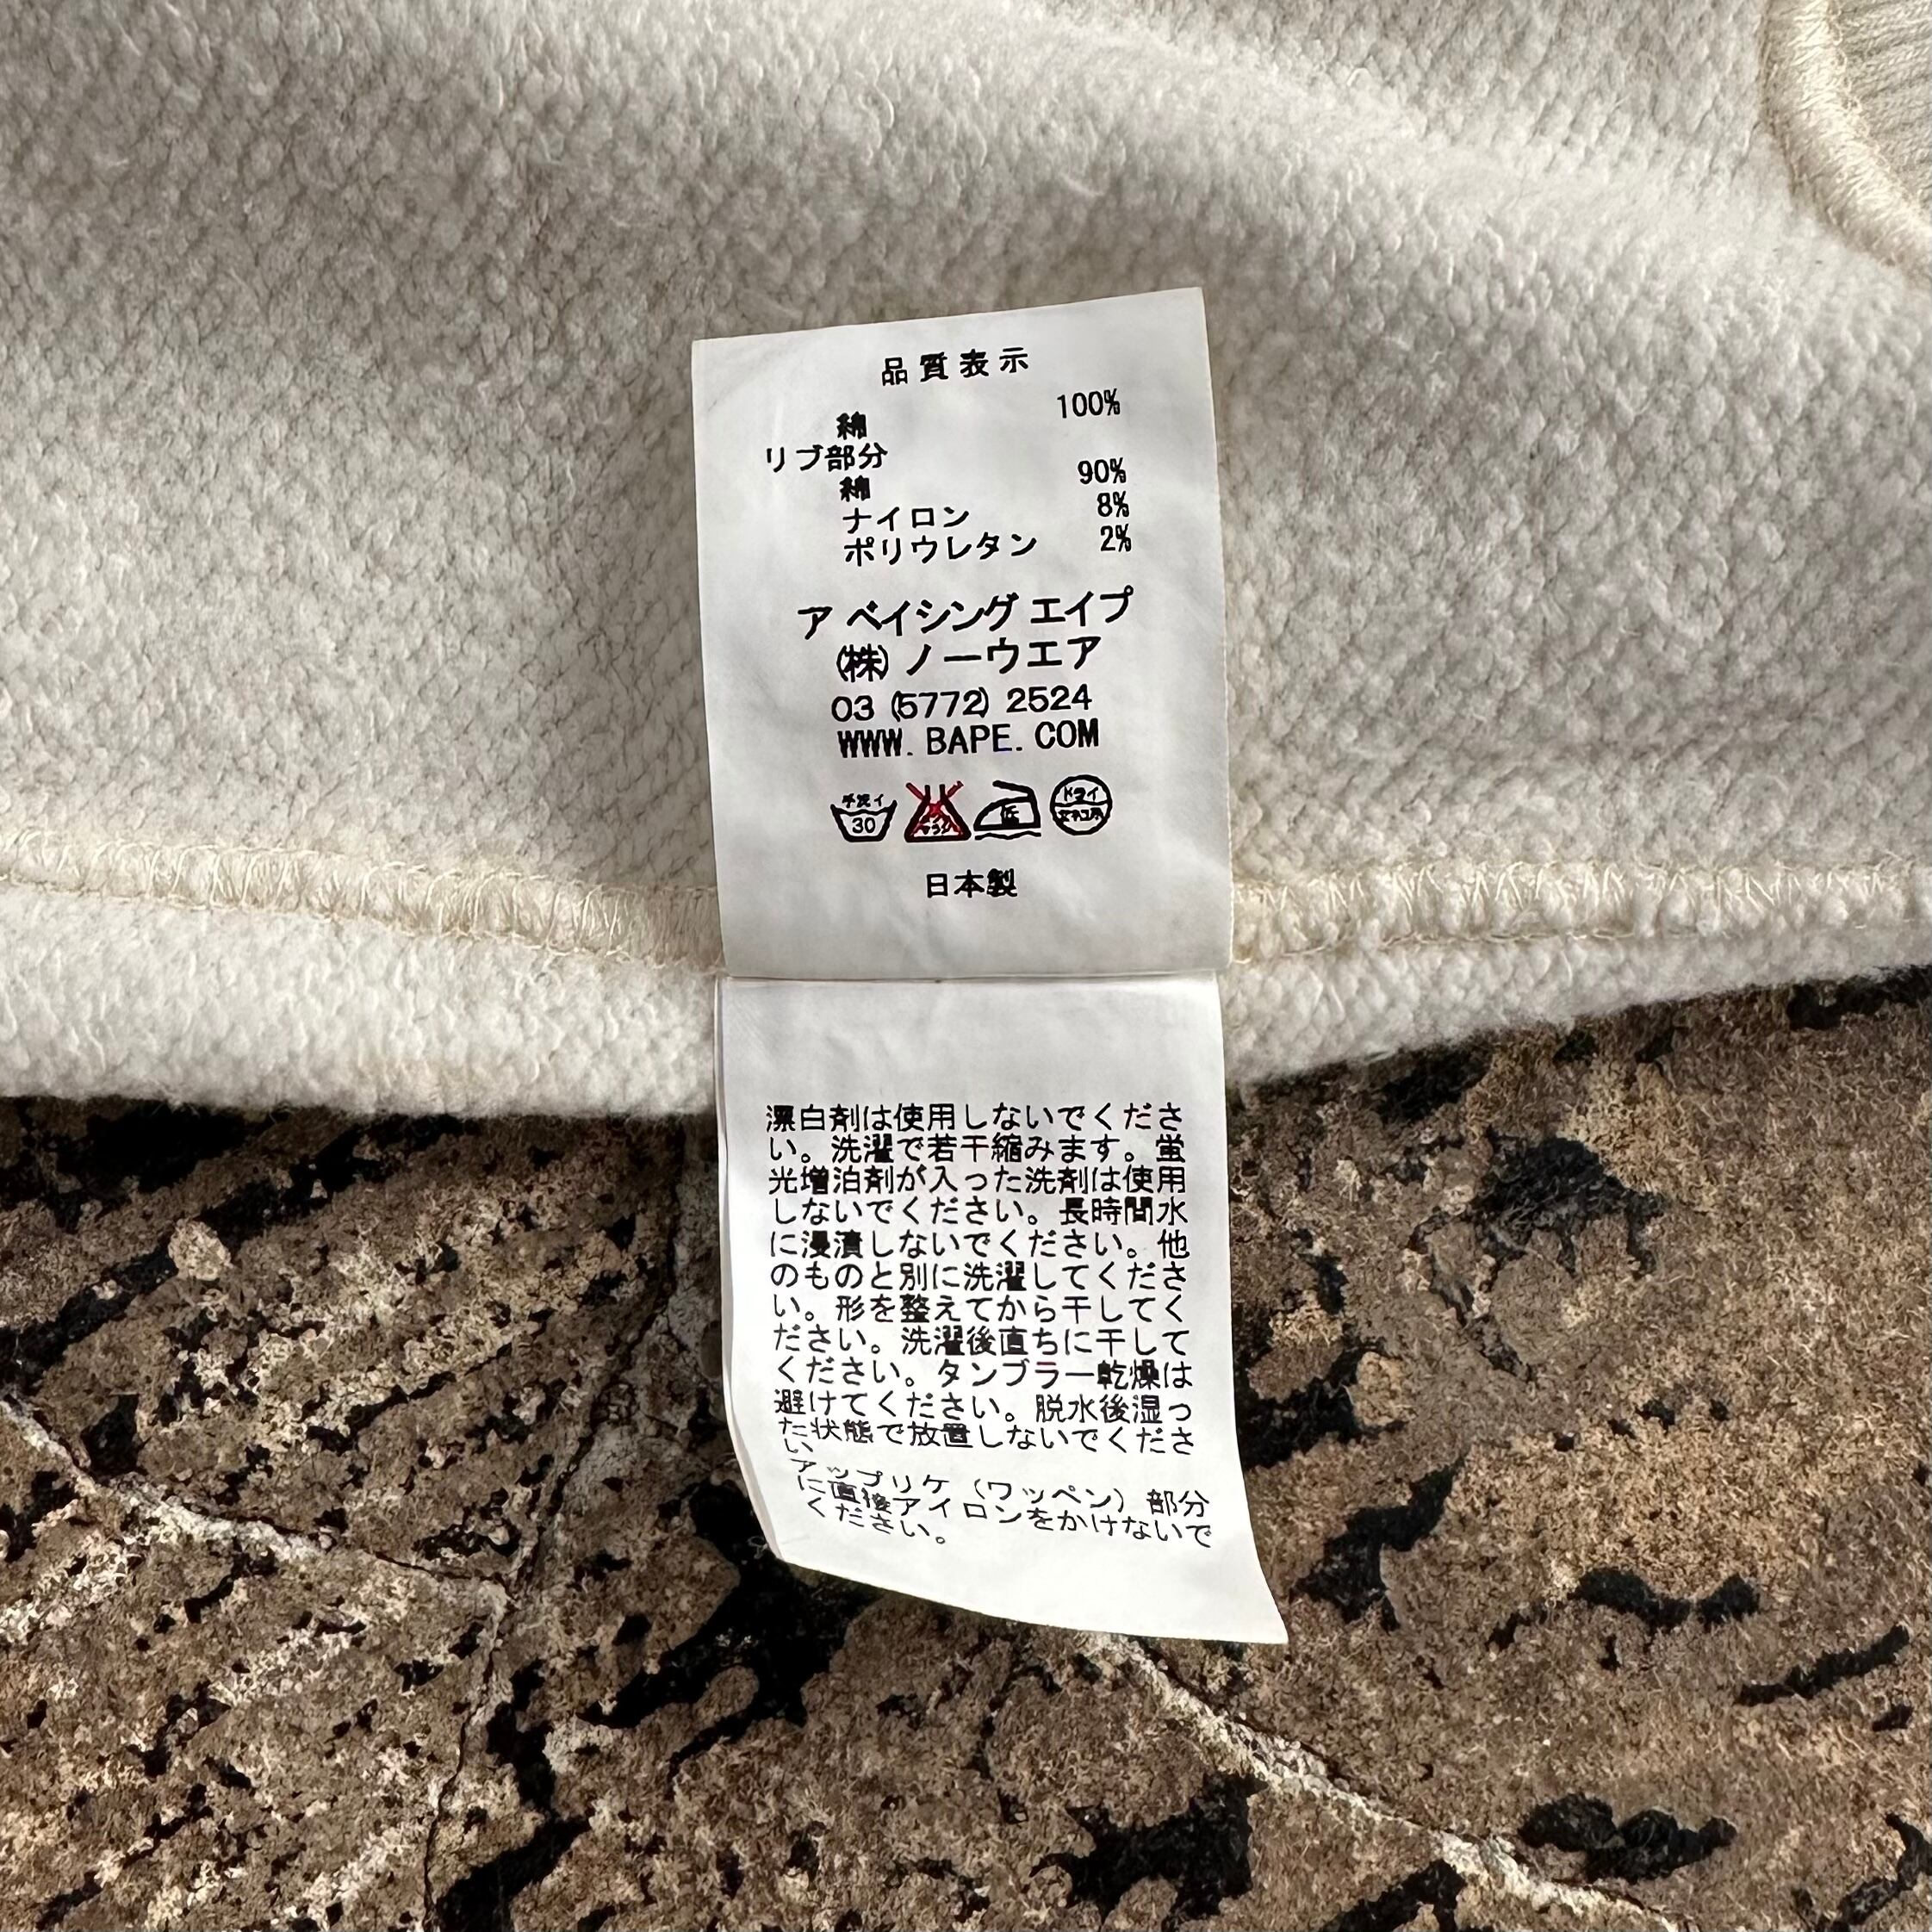 品質表示
綿 100%
リブ部分
綿 90%
ナイロン 8%
ポリウレタン 2%
ア ベイシング エイプ
(株) ノーウエア
03 (5772) 2524
WWW. BAPE. COM
手洗イ 30 低 ドライ
日本製
漂白剤は使用しないでくださ
い。洗濯で若干縮みます。蛍
光増泊剤が入った洗剤は使用
しないでください。長時間水
に浸漬しないでください。他
のものと別に洗濯してくださ
い。形を整えてから干してく
ださい。洗濯後直ちに干して
ください。タンブラー乾燥は
避けてください。脱水後湿っ
た状態で放置しないでくださ
い
アップリケ（ワッペン）部分
に直後アイロンをかけないで
ください。